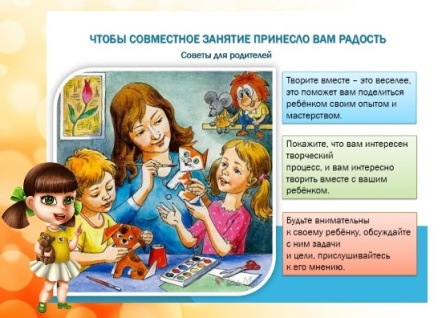 ЧТОБЫ СОВМЕСТНОЕ ЗАНЯТИЕ ПРИНЕСЛО ВАМ РАДОСТЬ
Советы для родителей
Творите вместе – это веселее,
это поможет вам поделиться
ребёнком своим опытом и
мастерством.
Покажите, что вам интересен
творческий
процесс, и вам интересно
творить вместе с вашим
ребёнком.
Будьте внимательны
к своему ребёнку, обсуждайте
с ним задачи
и цели, прислушивайтесь
к его мнению.